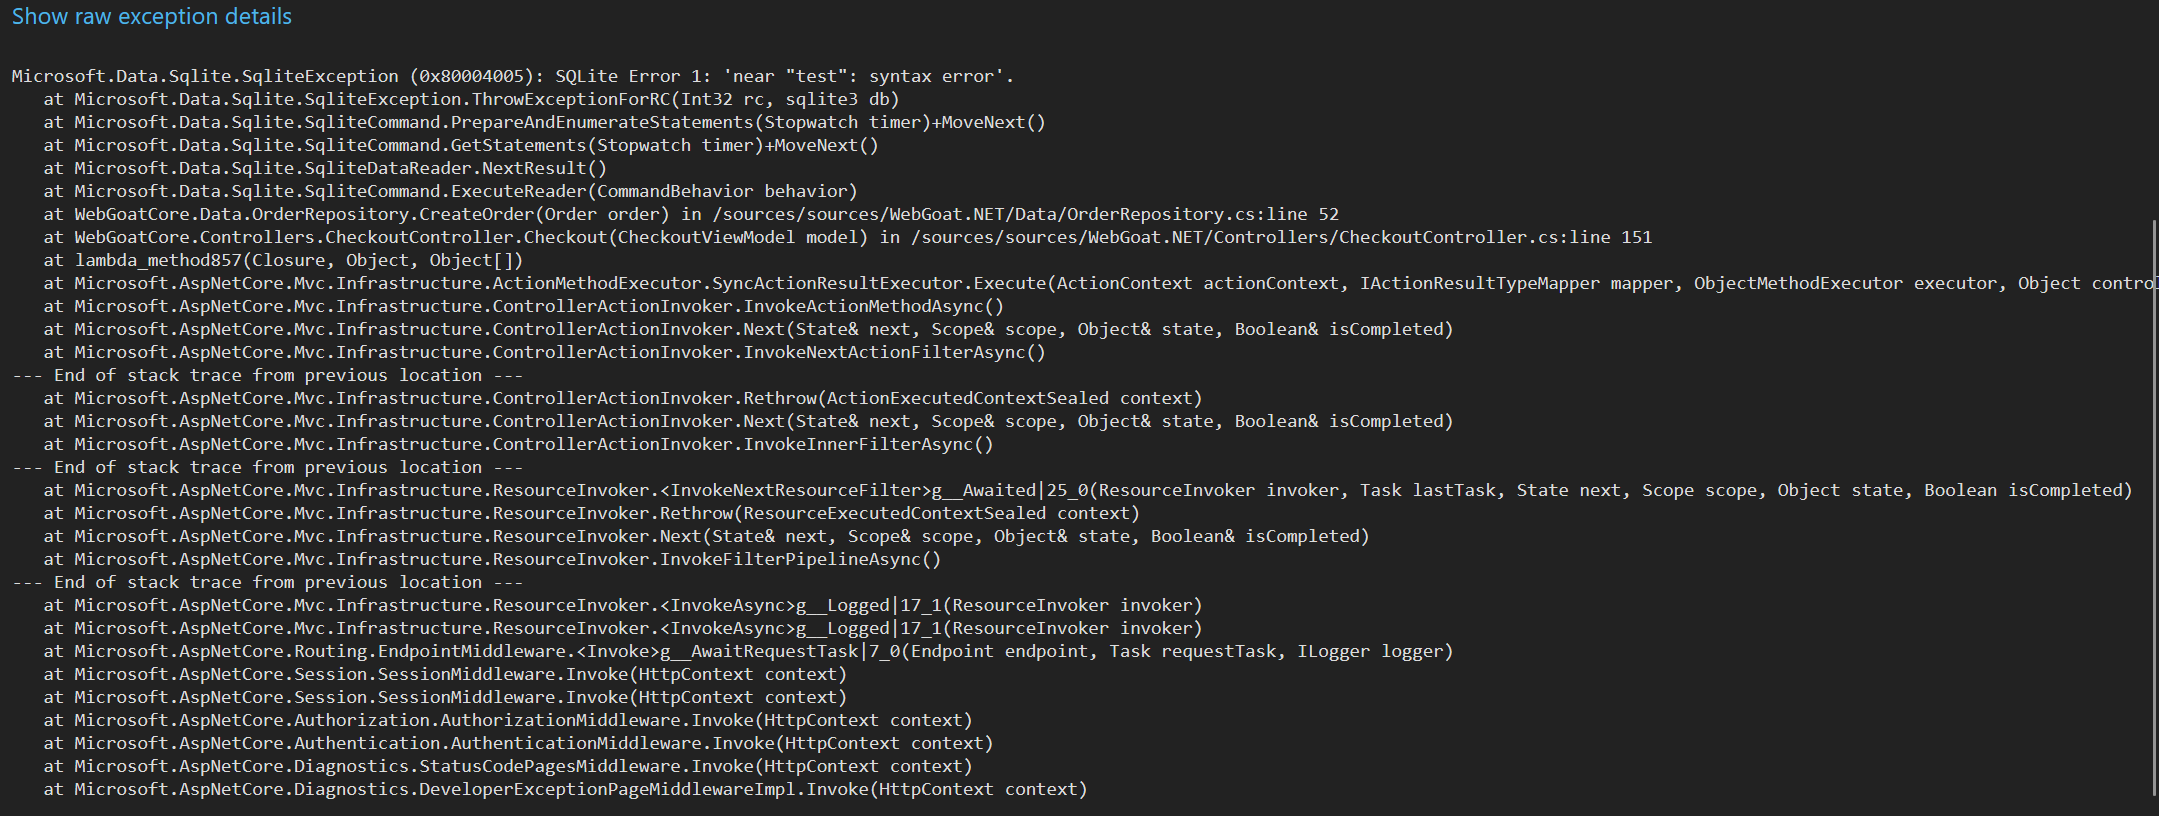 Show raw exception details
Microsoft.Data.Sqlite.SqliteException (0x80004005): SQLite Error 1: 'near "test": syntax error'.
   at Microsoft.Data.Sqlite.SqliteException.ThrowExceptionForRC(Int32 rc, sqlite3 db)
   at Microsoft.Data.Sqlite.SqliteCommand.PrepareAndEnumerateStatements(Stopwatch timer)+MoveNext()
   at Microsoft.Data.Sqlite.SqliteCommand.GetStatements(Stopwatch timer)+MoveNext()
   at Microsoft.Data.Sqlite.SqliteDataReader.NextResult()
   at Microsoft.Data.Sqlite.SqliteCommand.ExecuteReader(CommandBehavior behavior)
   at WebGoatCore.Data.OrderRepository.CreateOrder(Order order) in /sources/sources/WebGoat.NET/Data/OrderRepository.cs:line 52
   at WebGoatCore.Controllers.CheckoutController.Checkout(CheckoutViewModel model) in /sources/sources/WebGoat.NET/Controllers/CheckoutController.cs:line 151
   at lambda_method857(Closure, Object, Object[])
   at Microsoft.AspNetCore.Mvc.Infrastructure.ActionMethodExecutor.SyncActionResultExecutor.Execute(ActionContext actionContext, IActionResultTypeMapper mapper, ObjectMethodExecutor executor, Object contro
   at Microsoft.AspNetCore.Mvc.Infrastructure.ControllerActionInvoker.InvokeActionMethodAsync()
   at Microsoft.AspNetCore.Mvc.Infrastructure.ControllerActionInvoker.Next(State& next, Scope& scope, Object& state, Boolean& isCompleted)
   at Microsoft.AspNetCore.Mvc.Infrastructure.ControllerActionInvoker.InvokeNextActionFilterAsync()
--- End of stack trace from previous location ---
   at Microsoft.AspNetCore.Mvc.Infrastructure.ControllerActionInvoker.Rethrow(ActionExecutedContextSealed context)
   at Microsoft.AspNetCore.Mvc.Infrastructure.ControllerActionInvoker.Next(State& next, Scope& scope, Object& state, Boolean& isCompleted)
   at Microsoft.AspNetCore.Mvc.Infrastructure.ControllerActionInvoker.InvokeInnerFilterAsync()
--- End of stack trace from previous location ---
   at Microsoft.AspNetCore.Mvc.Infrastructure.ResourceInvoker.<InvokeNextResourceFilter>g__Awaited|25_0(ResourceInvoker invoker, Task lastTask, State next, Scope scope, Object state, Boolean isCompleted)
   at Microsoft.AspNetCore.Mvc.Infrastructure.ResourceInvoker.Rethrow(ResourceExecutedContextSealed context)
   at Microsoft.AspNetCore.Mvc.Infrastructure.ResourceInvoker.Next(State& next, Scope& scope, Object& state, Boolean& isCompleted)
   at Microsoft.AspNetCore.Mvc.Infrastructure.ResourceInvoker.InvokeFilterPipelineAsync()
--- End of stack trace from previous location ---
   at Microsoft.AspNetCore.Mvc.Infrastructure.ResourceInvoker.<InvokeAsync>g__Logged|17_1(ResourceInvoker invoker)
   at Microsoft.AspNetCore.Mvc.Infrastructure.ResourceInvoker.<InvokeAsync>g__Logged|17_1(ResourceInvoker invoker)
   at Microsoft.AspNetCore.Routing.EndpointMiddleware.<Invoke>g__AwaitRequestTask|7_0(Endpoint endpoint, Task requestTask, ILogger logger)
   at Microsoft.AspNetCore.Session.SessionMiddleware.Invoke(HttpContext context)
   at Microsoft.AspNetCore.Session.SessionMiddleware.Invoke(HttpContext context)
   at Microsoft.AspNetCore.Authorization.AuthorizationMiddleware.Invoke(HttpContext context)
   at Microsoft.AspNetCore.Authentication.AuthenticationMiddleware.Invoke(HttpContext context)
   at Microsoft.AspNetCore.Diagnostics.StatusCodePagesMiddleware.Invoke(HttpContext context)
   at Microsoft.AspNetCore.Diagnostics.DeveloperExceptionPageMiddlewareImpl.Invoke(HttpContext context)